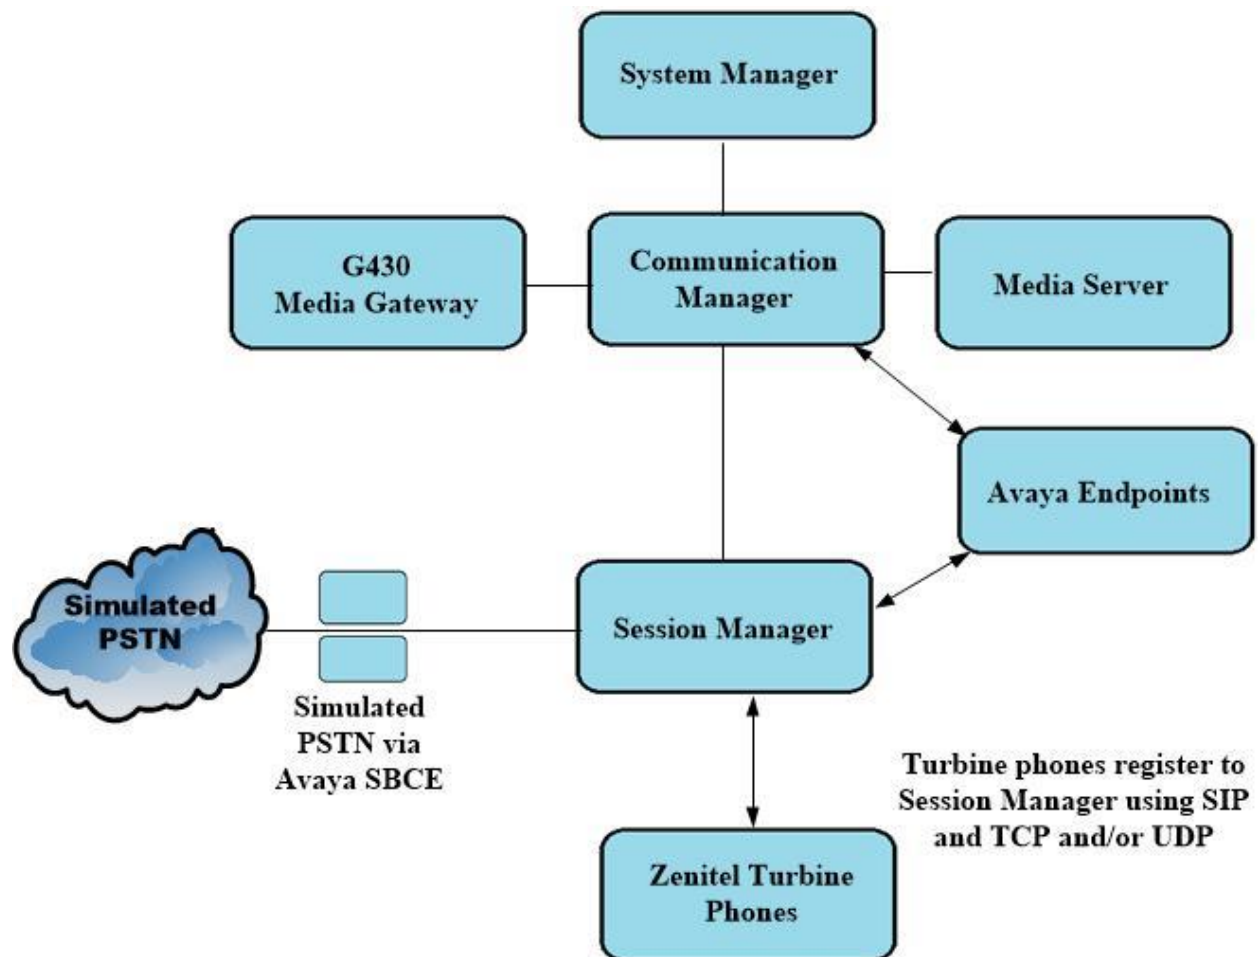 System Manager
G430
Media Gateway
Communication
Manager
Media Server
Avaya Endpoints
Simulated
PSTN
Session Manager
Simulated
PSTN via
Avaya SBCE
Turbine phones register to
Session Manager using SIP
and TCP and/or UDP
Zenitel Turbine
Phones